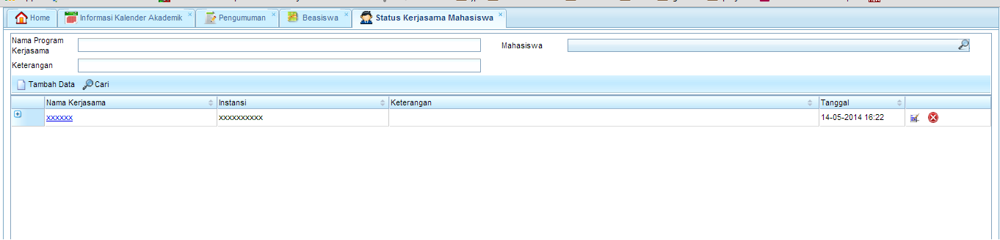 Home Informasi Kalender Akademik Pengumuman Beasiswa Status Kerjasama Mahasiswa
Nama Program
Kerjasama
Mahasiswa
Keterangan
Tambah Data Cari
Nama Kerjasama Instansi Keterangan Tanggal
xxxxxx xxxxxxxxxx 14-05-2014 16:22